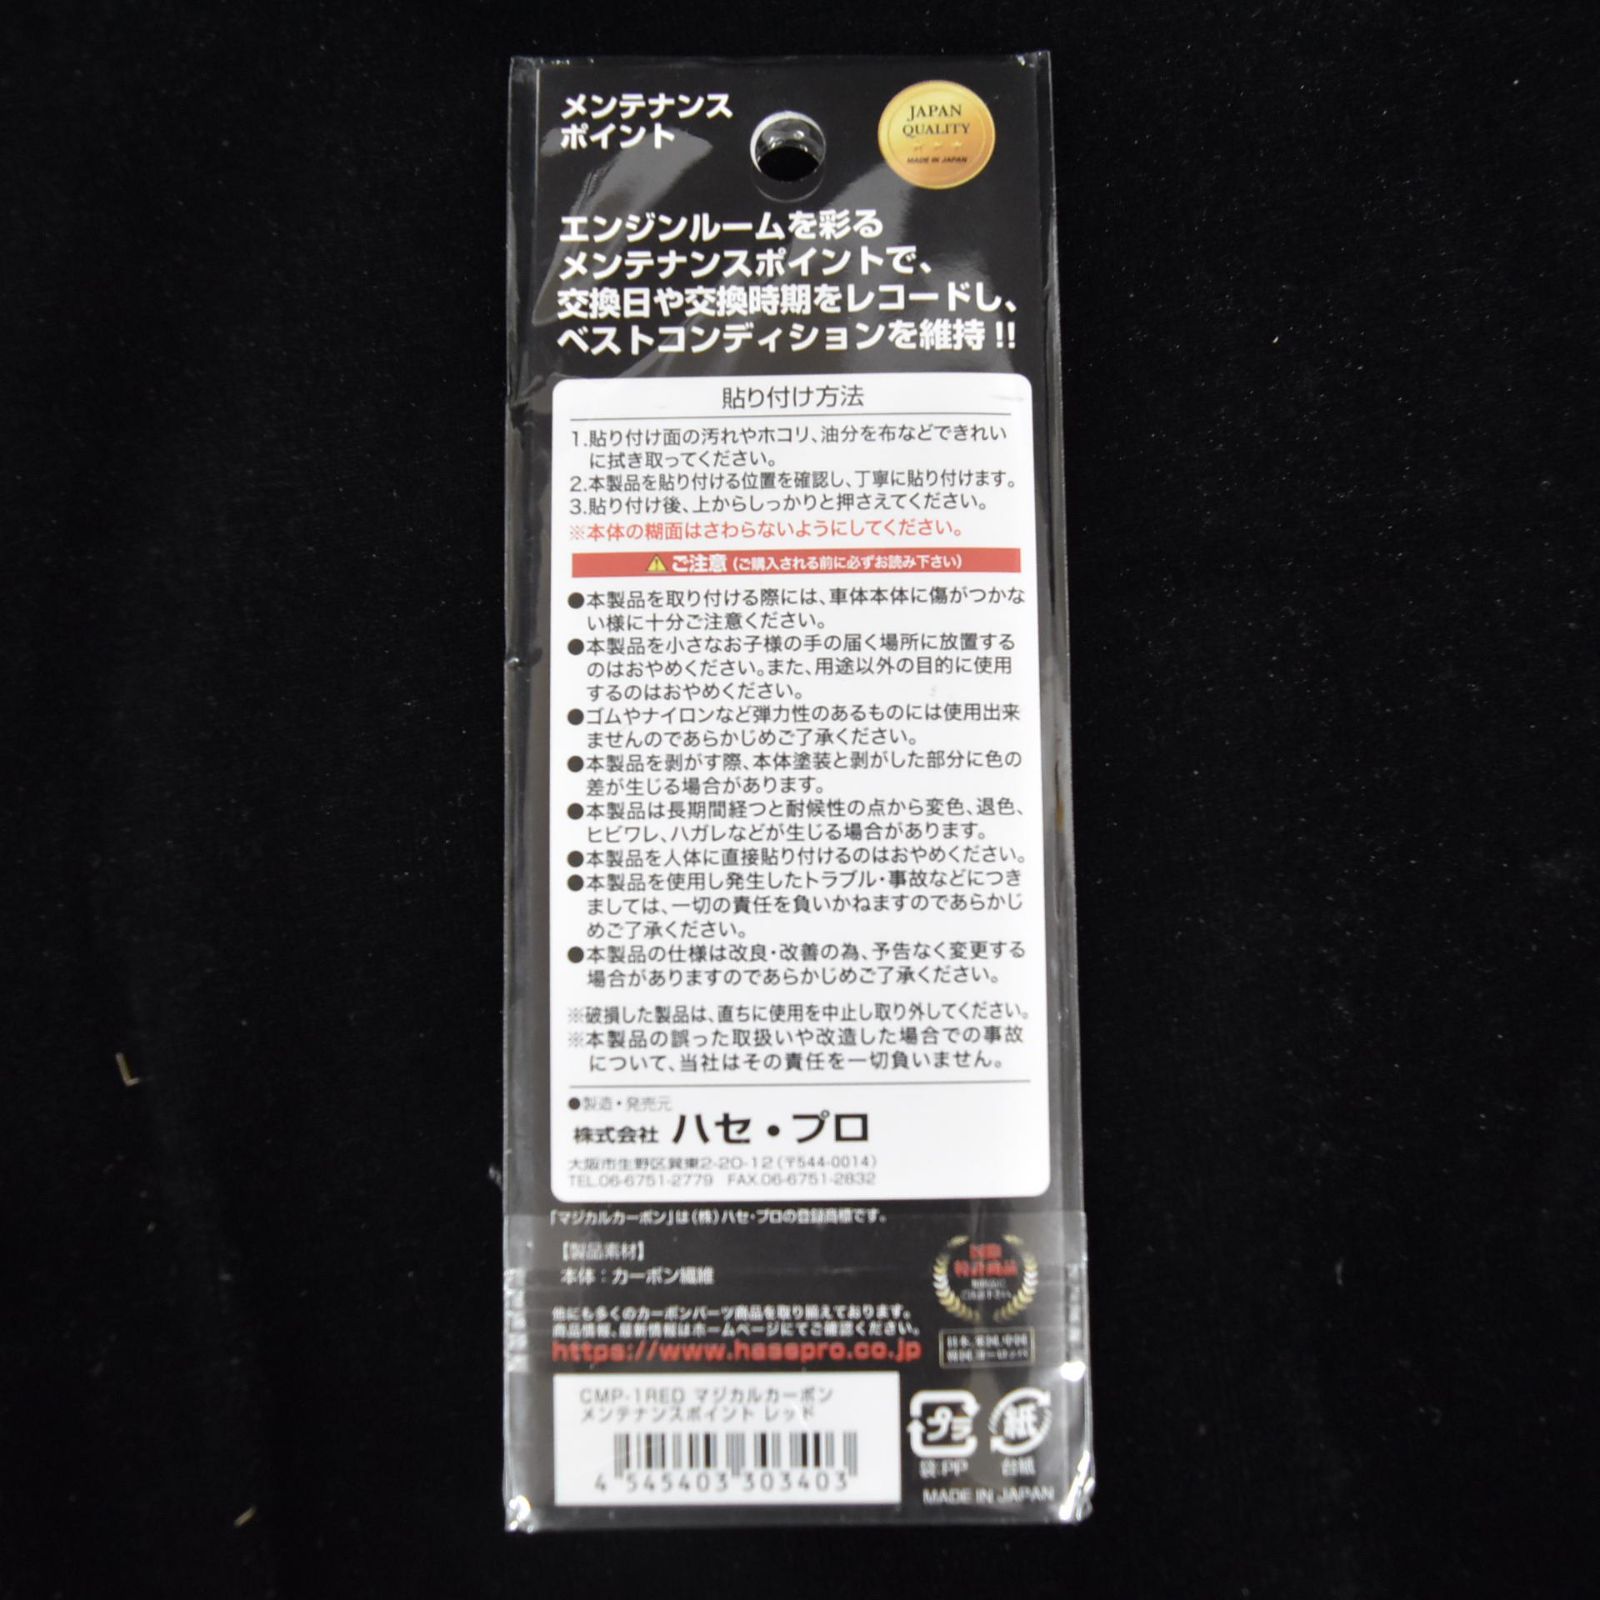 メンテナンス
ポイント
JAPAN
QUALITY
MADE IN JAPAN
エンジンルームを彩る
メンテナンスポイントで、
交換日や交換時期をレコードし、
ベストコンディションを維持!!
貼り付け方法
1.貼り付け面の汚れやホコリ、油分を布などできれい
に拭き取ってください。
2.本製品を貼り付ける位置を確認し、丁寧に貼り付けます。
3.貼り付け後、上からしっかりと押さえてください。
※本体の糊面はさわらないようにしてください。
ご注意(ご購入される前に必ずお読み下さい)
●本製品を取り付ける際には、車体本体に傷がつかな
い様に十分ご注意ください。
●本製品を小さなお子様の手の届く場所に放置する
のはおやめください。また、用途以外の目的に使用
するのはおやめください。
●ゴムやナイロンなど弾力性のあるものには使用出来
ませんのであらかじめご了承ください。
●本製品を剥がす際、本体塗装と剥がした部分に色の
差が生じる場合があります。
●本製品は長期間経つと耐候性の点から変色、退色、
ヒビワレ、ハガレなどが生じる場合があります。
●本製品を人体に直接貼り付けるのはおやめください。
●本製品を使用し発生したトラブル・事故などにつき
ましては、一切の責任を負いかねますのであらかじ
めご了承ください。
●本製品の仕様は改良・改善の為、予告なく変更する
場合がありますのであらかじめご了承ください。
※破損した製品は、直ちに使用を中止し取り外してください。
※本製品の誤った取扱いや改造した場合での事故
について、当社はその責任を一切負いません。
●製造・発売元
株式会社 ハセ・プロ
大阪市生野区巽東2-20-12(〒544-0014)
TEL.06-6751-2779 FAX.06-6751-2832
「マジカルカーボン」は(株)ハセ・プロの登録商標です。
【製品素材】
本体:カーボン繊維
国際
特許商品
他にも多くのカーボンパーツ商品を取り揃えております。
商品情報、最新情報はホームページにてご確認ください。
https://www.hasepro.co.jp
日本、米国、中国
CMP-1RED マジカルカーボン
メンテナンスポイント レッド
4 545403 303403
プラ
紙
袋:PP
台紙
MADE IN JAPAN